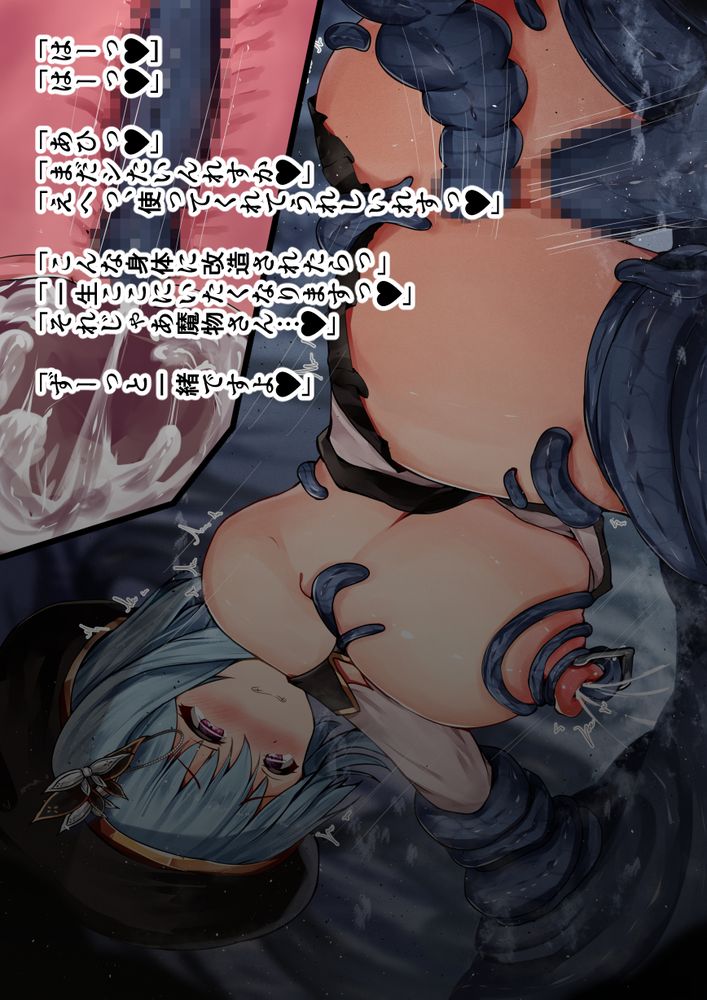 「はーっ♥」
「はーっ♥」
「あひっ♥」
「まだシたいんれすか♥」
「えへっ、使ってくれてうれしいれすっ♥」
「こんな身体に改造されたらっ」
「一生ここにいたくなりますっ♥」
「それじゃあ魔物さん…♥」
「ずーっと一緒ですよ♥」